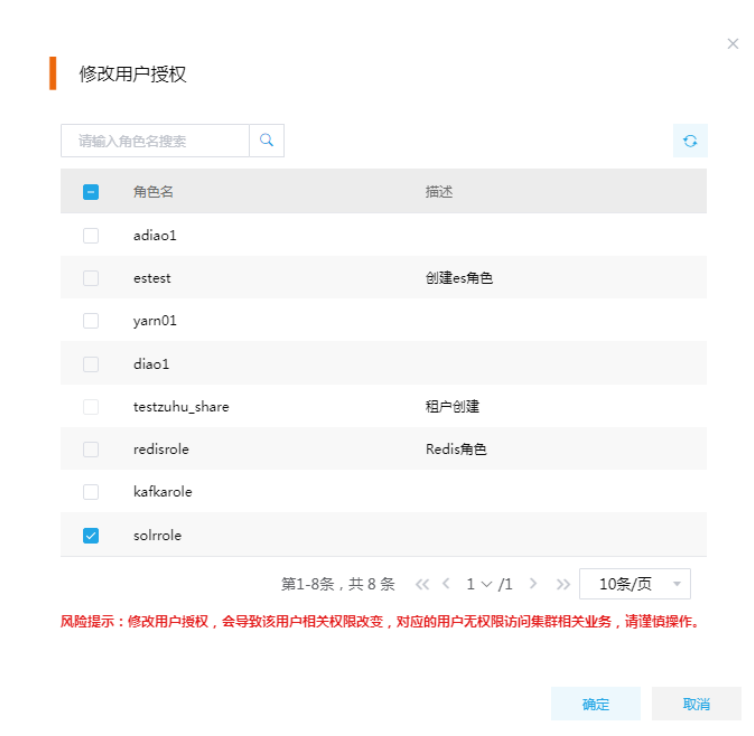 修改用户授权
请输入角色名搜索
角色名 描述
adiao1
estest 创建es角色
yarn01
diao1
testzuhu_share 租户创建
redisrole Redis角色
kafkarole
solrrole
第1-8条，共 8 条 1 /1 10条/页
风险提示：修改用户授权，会导致该用户相关权限改变，对应的用户无权限访问集群相关业务，请谨慎操作。
确定 取消